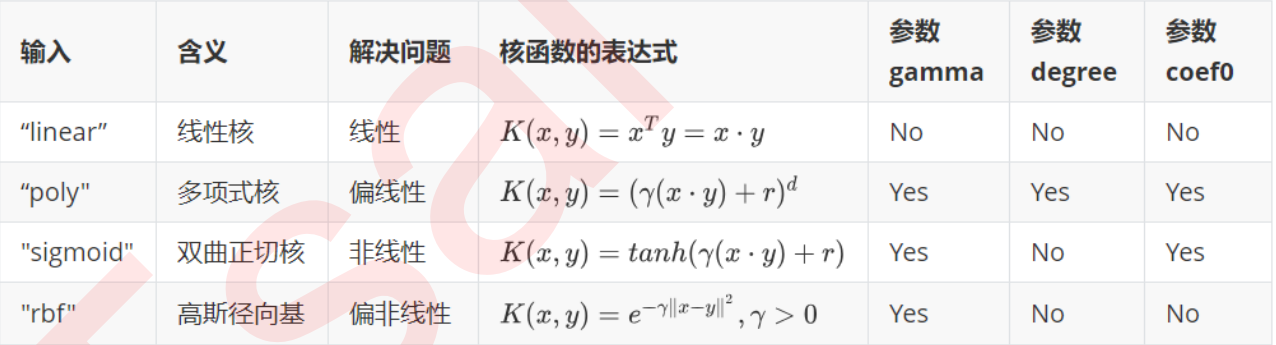 输入 含义 解决问题 核函数的表达式 参数 gamma 参数 degree 参数 coef0
“linear” 线性核 线性 K(x, y) = x^T y = x · y No No No
“poly" 多项式核 偏线性 K(x, y) = (γ(x · y) + r)^d Yes Yes Yes
"sigmoid" 双曲正切核 非线性 K(x, y) = tanh(γ(x · y) + r) Yes No Yes
"rbf" 高斯径向基 偏非线性 K(x, y) = e^{-γ‖x-y‖^2}, γ > 0 Yes No No